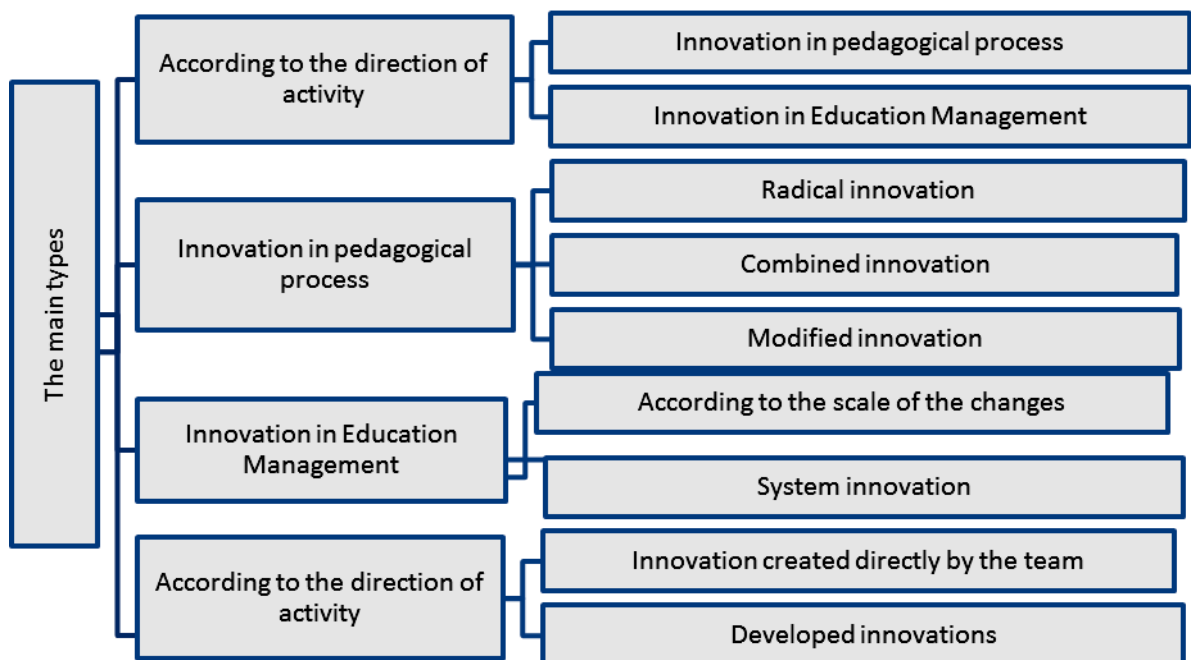 The main types
According to the direction of
activity
Innovation in pedagogical process
Innovation in Education Management
Innovation in pedagogical
process
Radical innovation
Combined innovation
Modified innovation
Innovation in Education
Management
According to the scale of the changes
System innovation
According to the direction of
activity
Innovation created directly by the team
Developed innovations